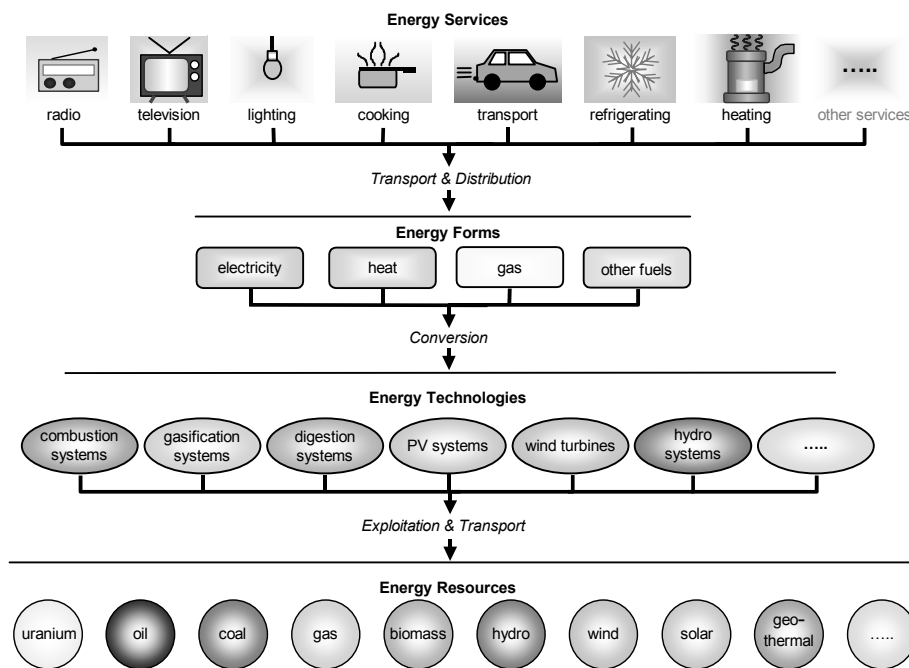 Energy Services
.....
radio television lighting cooking transport refrigerating heating other services
Transport & Distribution
Energy Forms
electricity heat gas other fuels
Conversion
Energy Technologies
combustion systems gasification systems digestion systems PV systems wind turbines hydro systems .....
Exploitation & Transport
Energy Resources
uranium oil coal gas biomass hydro wind solar geo-thermal .....